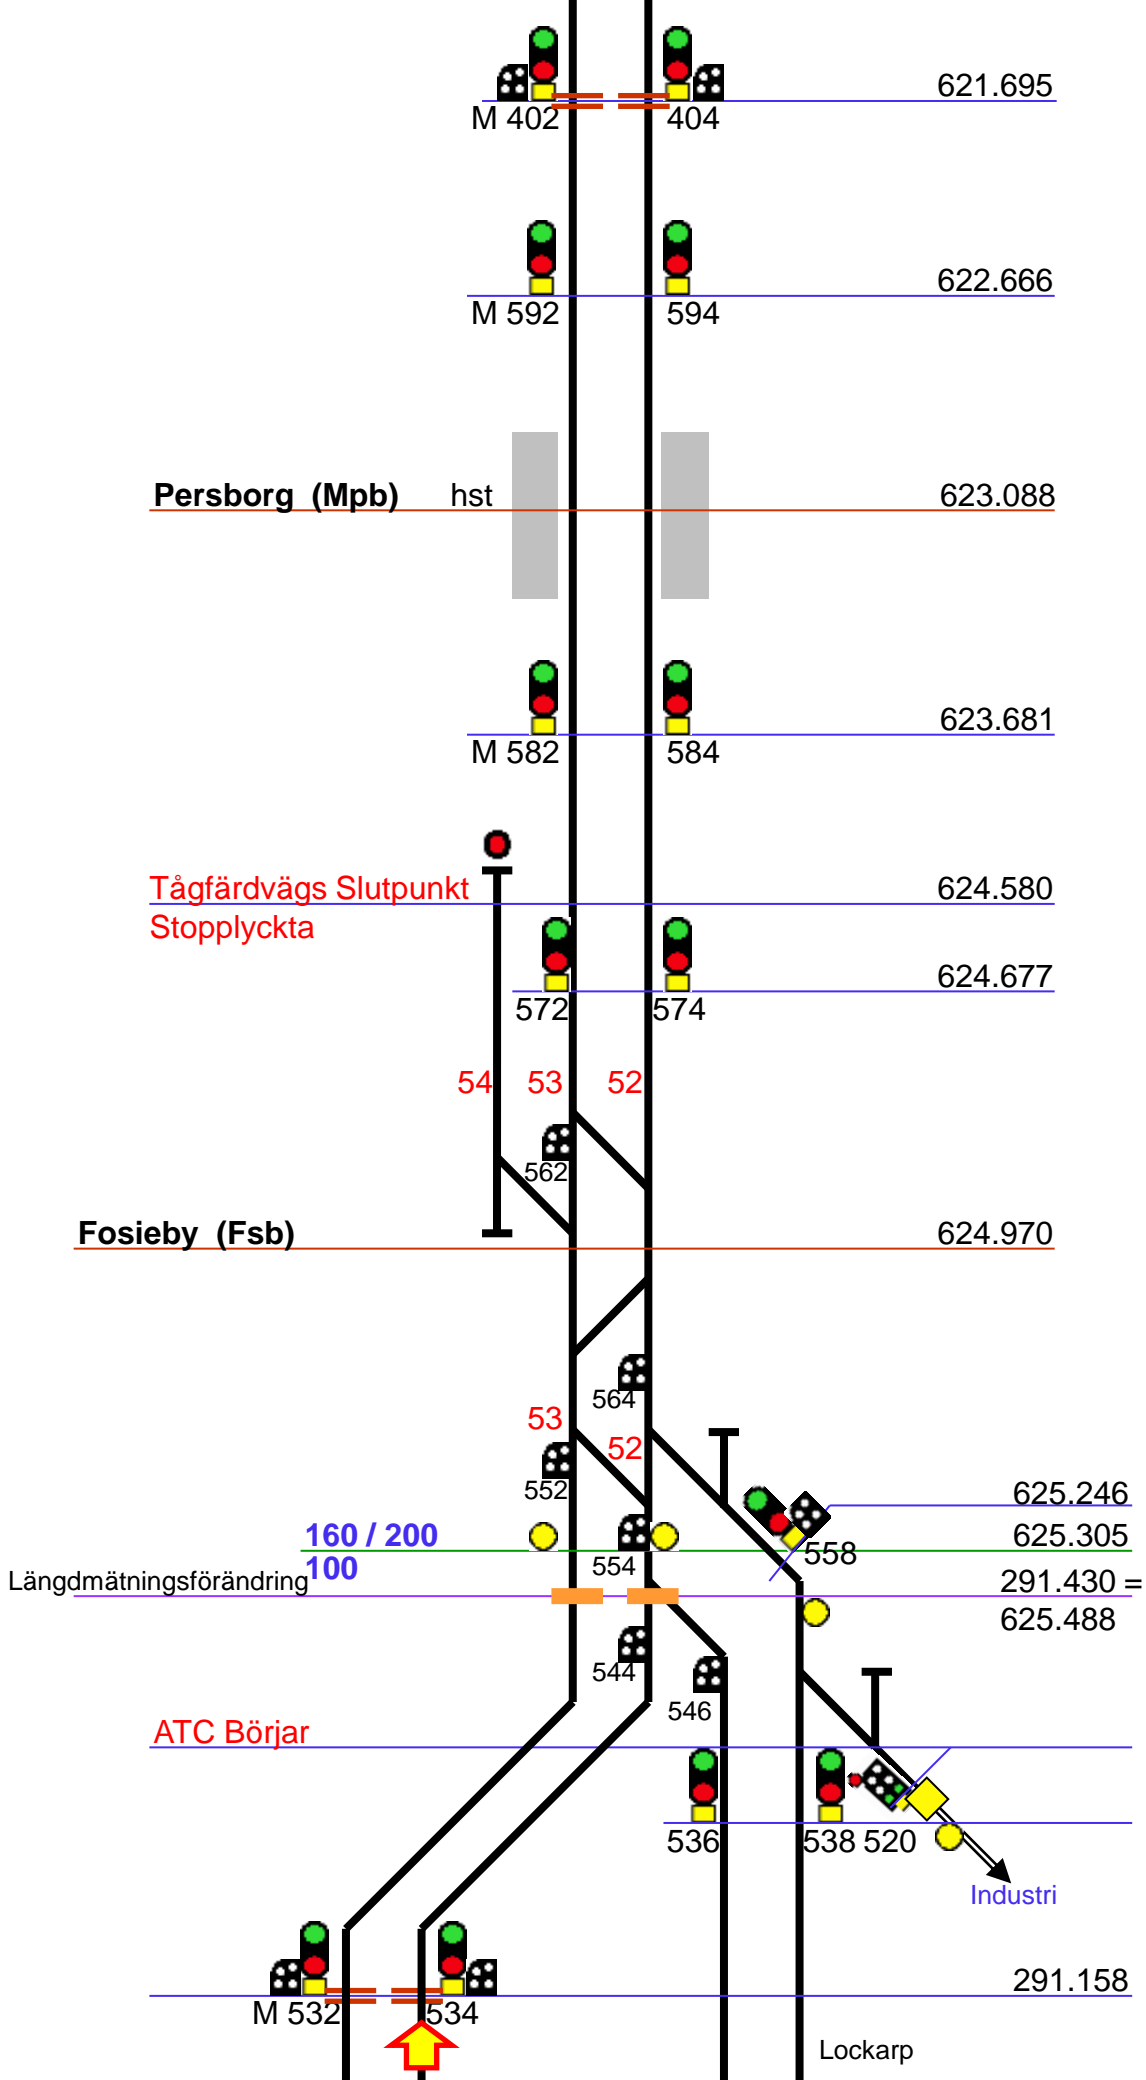 621.695
M 402 404
622.666
M 592 594
Persborg (Mpb) hst 623.088
623.681
M 582 584
Tågfärdvägs Slutpunkt 624.580
Stopplyckta
624.677
572 574
54 53 52
562
Fosieby (Fsb) 624.970
564
53
52
552
625.246
160 / 200 625.305
554 558
100
Längdmätningsförändring 291.430 =
625.488
544
546
ATC Börjar
536 538 520
Industri
291.158
M 532 534
Lockarp